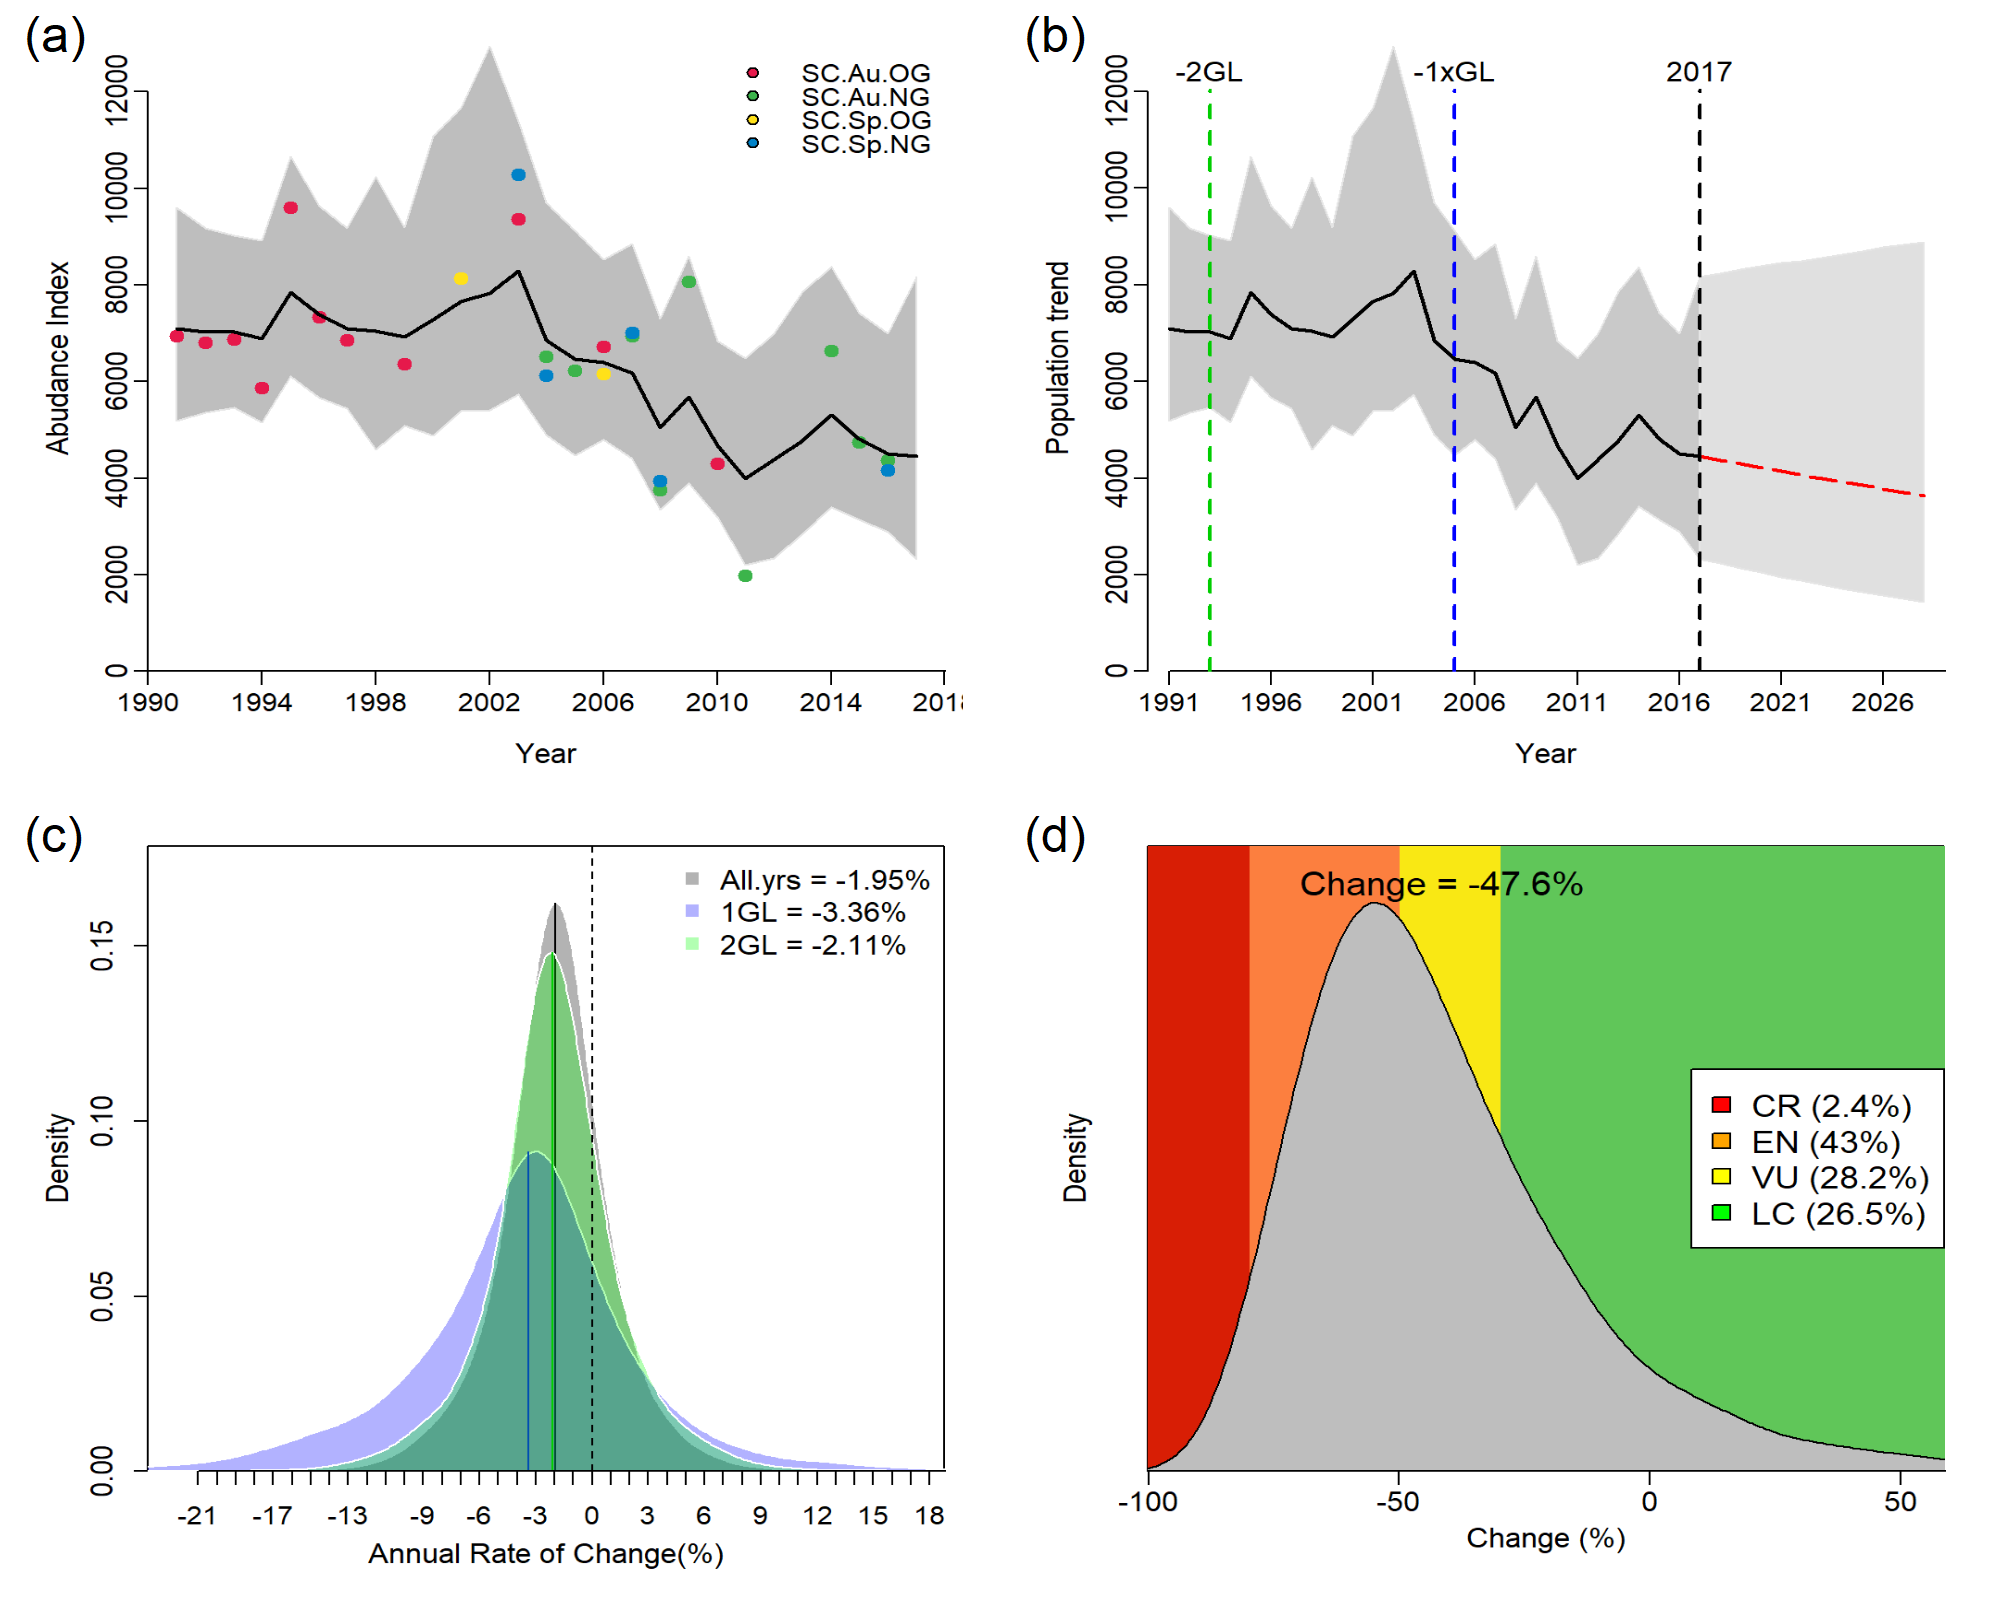 (a)
Abudance Index
12000
10000
8000
6000
4000
2000
0
SC.Au.OG
SC.Au.NG
SC.Sp.OG
SC.Sp.NG
1990 1994 1998 2002 2006 2010 2014 2018
Year
(b)
Population trend
12000
10000
8000
6000
4000
2000
0
-2GL -1xGL 2017
1991 1996 2001 2006 2011 2016 2021 2026
Year
(c)
Density
0.15
0.10
0.05
0.00
All.yrs = -1.95%
1GL = -3.36%
2GL = -2.11%
-21 -17 -13 -9 -6 -3 0 3 6 9 12 15 18
Annual Rate of Change(%)
(d)
Density
Change = -47.6%
CR (2.4%)
EN (43%)
VU (28.2%)
LC (26.5%)
-100 -50 0 50
Change (%)